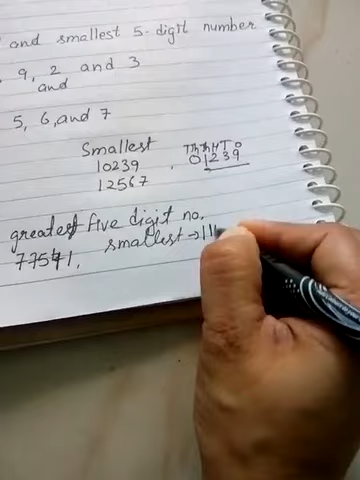 and smallest 5-digit number
9, 2 and 3
and
5, 6, and 7
Smallest TTh Th H T O
10239 , 01239
12567
greatest five digit no.
smallest → 111
77541,